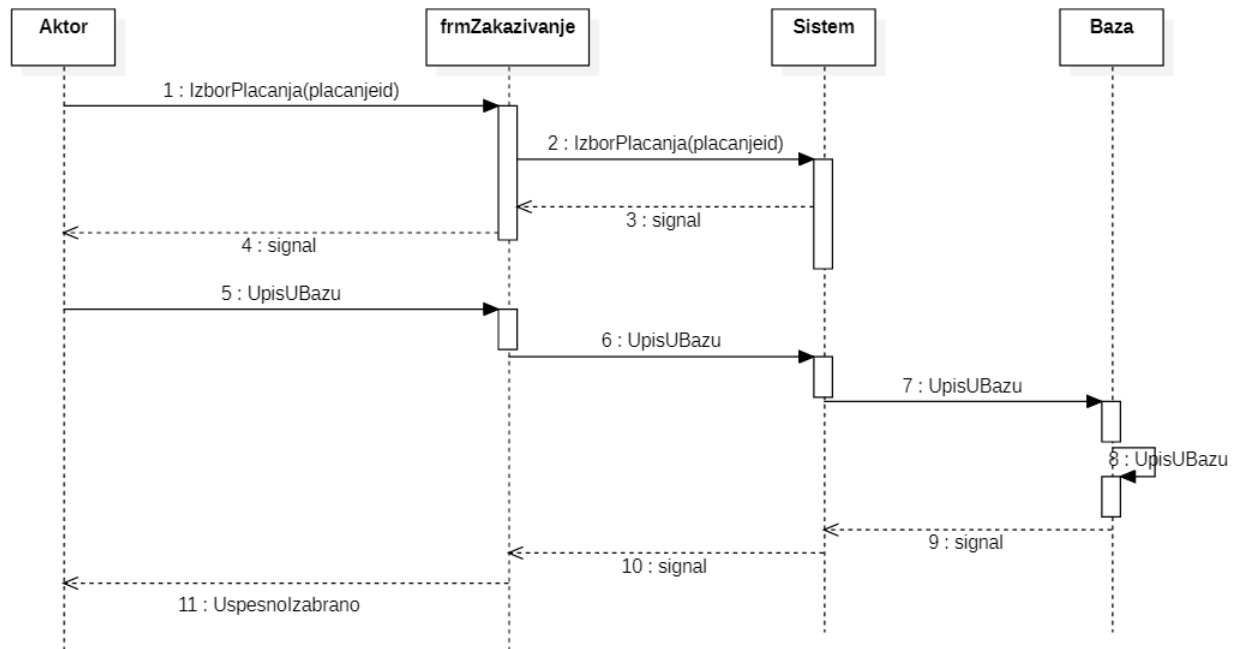 Aktor
frmZakazivanje
Sistem
Baza
1 : IzborPlacanja(placanjeid)
2 : IzborPlacanja(placanjeid)
3 : signal
4 : signal
5 : UpisUBazu
6 : UpisUBazu
7 : UpisUBazu
8 : UpisUBazu
9 : signal
10 : signal
11 : UspesnoIzabrano